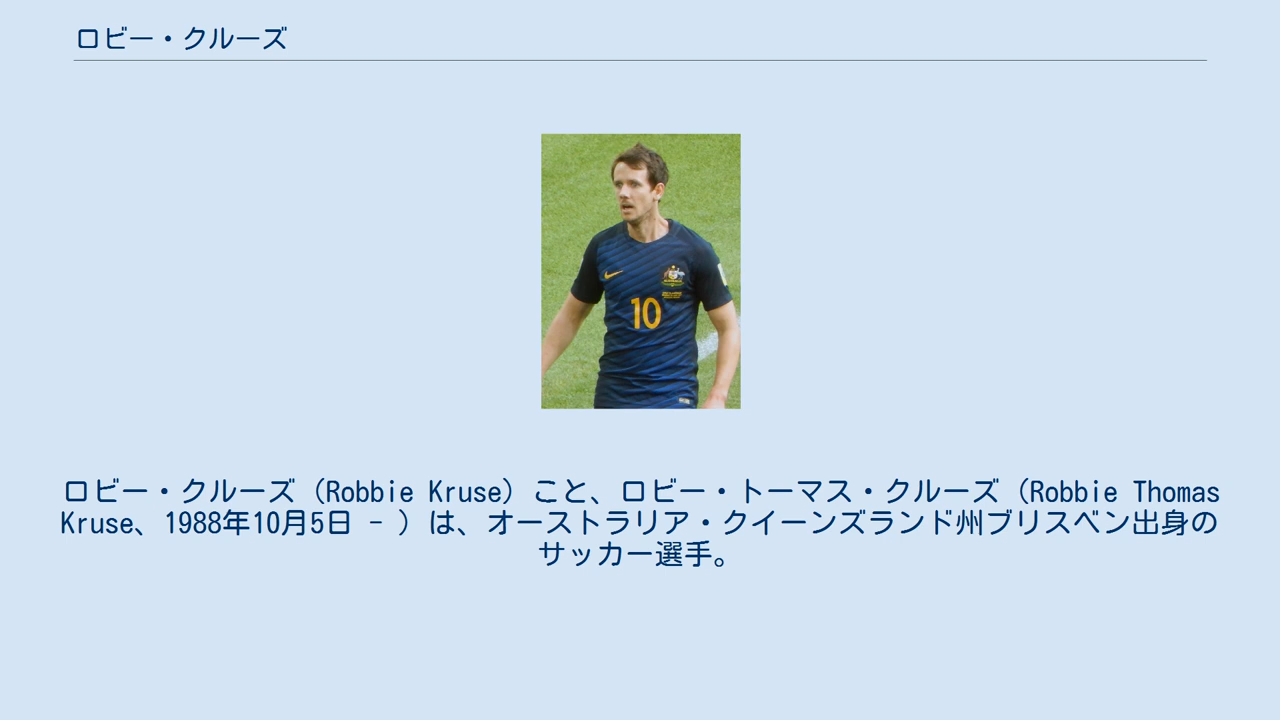 ロビー・クルーズ
10
ロビー・クルーズ（Robbie Kruse）こと、ロビー・トーマス・クルーズ（Robbie Thomas
Kruse、1988年10月5日 - ）は、オーストラリア・クイーンズランド州ブリスベン出身の
サッカー選手。